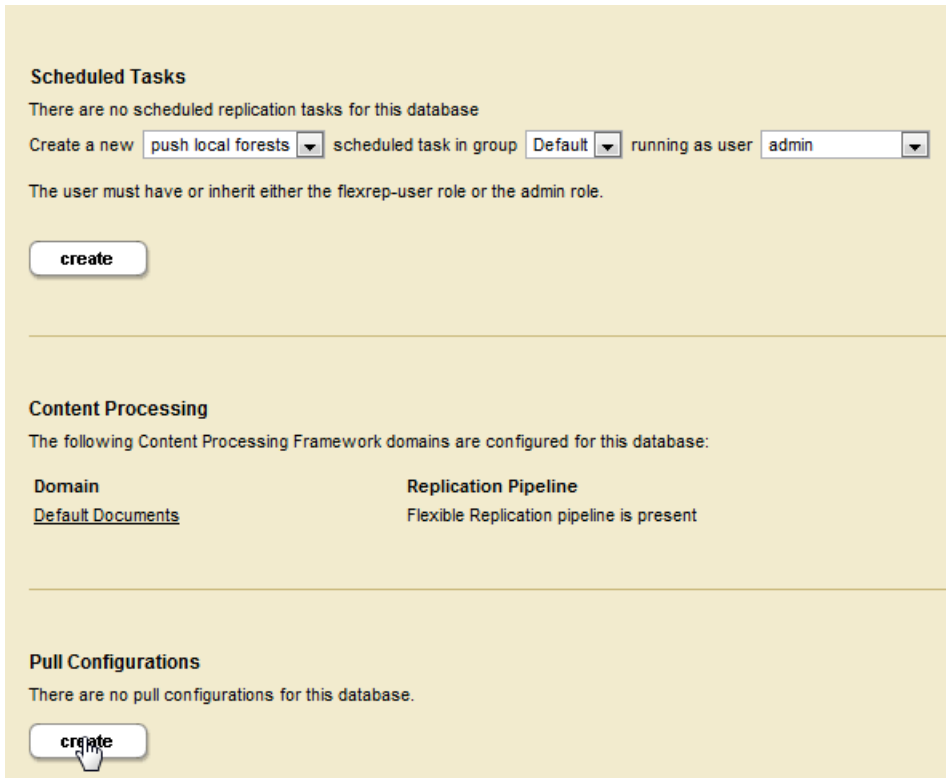 Scheduled Tasks
There are no scheduled replication tasks for this database
Create a new push local forests scheduled task in group Default running as user admin
The user must have or inherit either the flexrep-user role or the admin role.
create
Content Processing
The following Content Processing Framework domains are configured for this database:
Domain Replication Pipeline
Default Documents Flexible Replication pipeline is present
Pull Configurations
There are no pull configurations for this database.
create